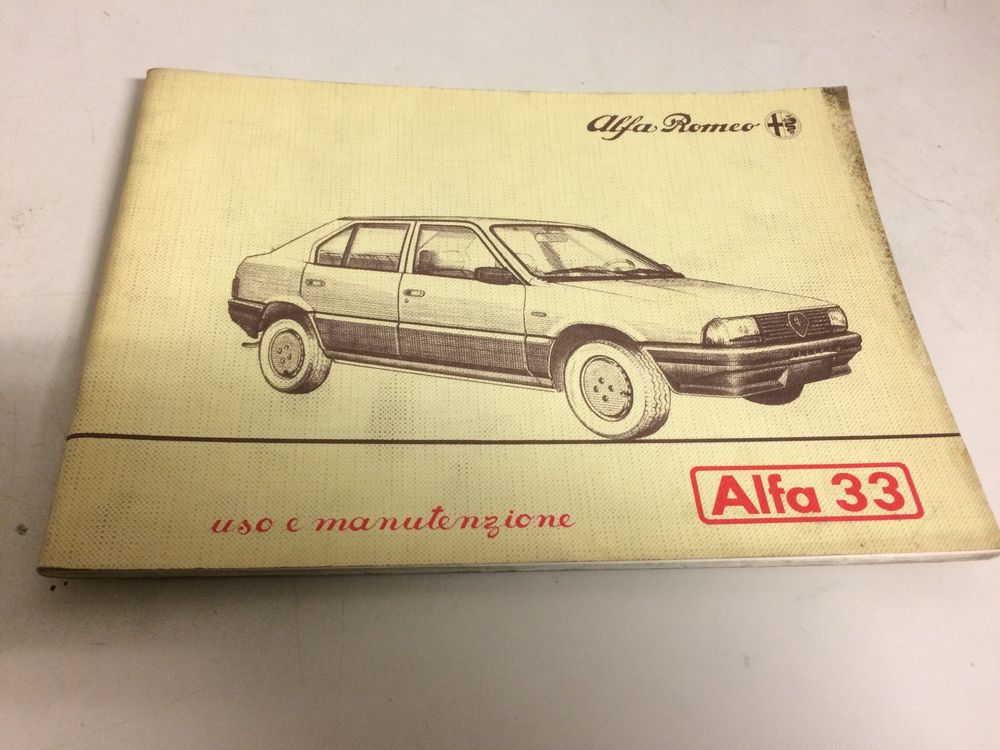 Alfa Romeo
uso e manutenzione
Alfa 33